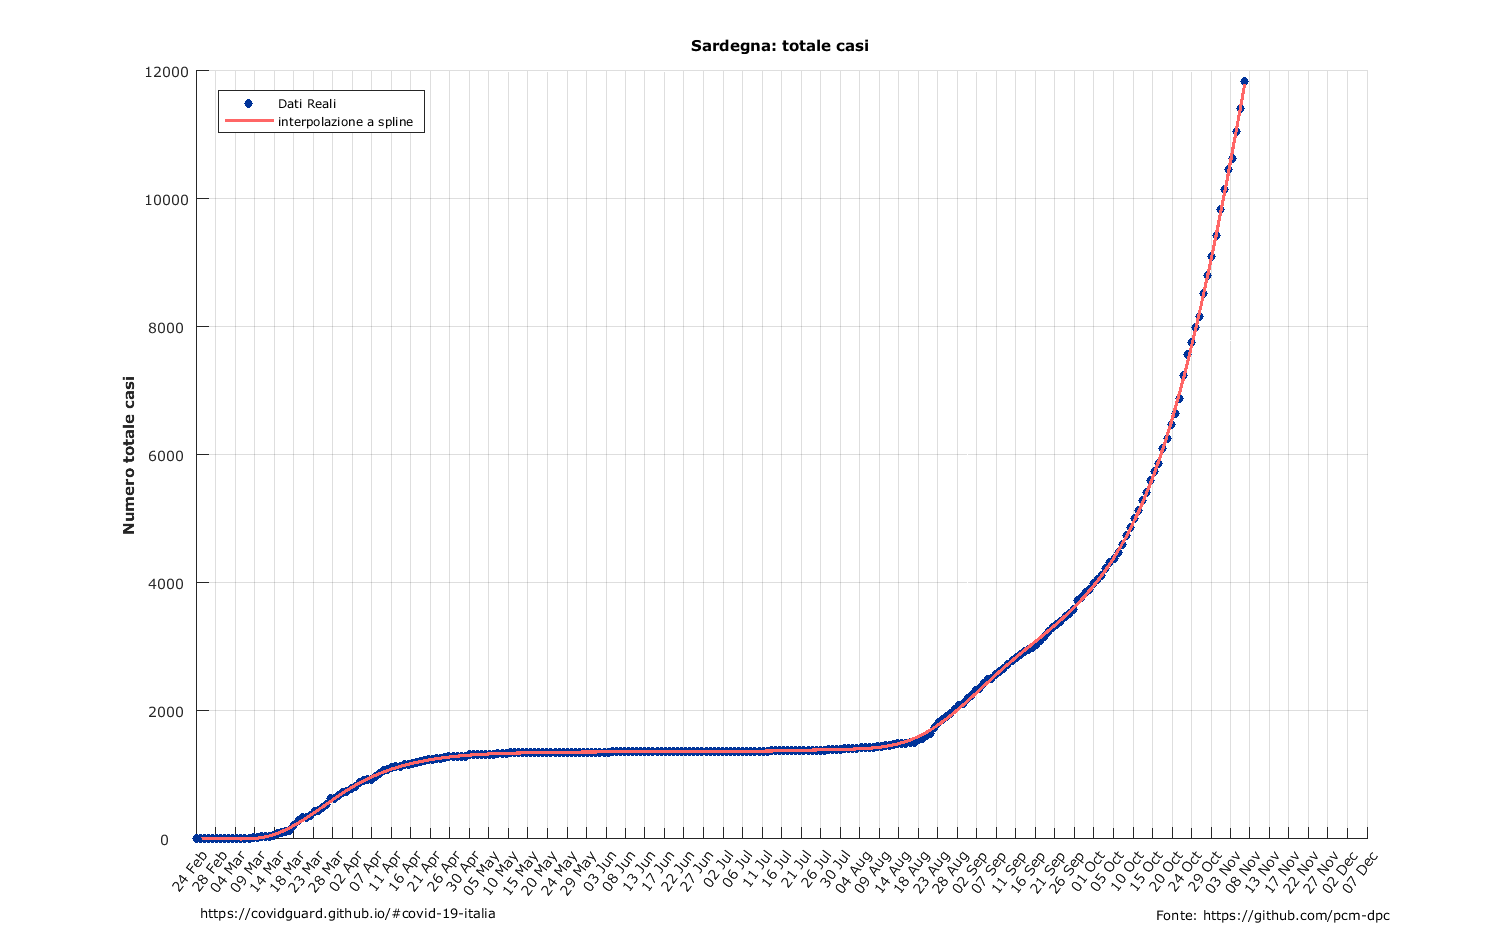 Sardegna: totale casi
12000
10000
8000
6000
4000
2000
0
Numero totale casi
Dati Reali
interpolazione a spline
24 Feb
28 Feb
04 Mar
09 Mar
14 Mar
18 Mar
23 Mar
28 Mar
02 Apr
07 Apr
11 Apr
16 Apr
21 Apr
26 Apr
30 Apr
05 May
10 May
15 May
20 May
24 May
29 May
03 Jun
08 Jun
13 Jun
17 Jun
22 Jun
27 Jun
02 Jul
06 Jul
11 Jul
16 Jul
21 Jul
26 Jul
30 Jul
04 Aug
09 Aug
14 Aug
18 Aug
23 Aug
28 Aug
02 Sep
07 Sep
11 Sep
16 Sep
21 Sep
26 Sep
01 Oct
05 Oct
10 Oct
15 Oct
20 Oct
24 Oct
29 Oct
03 Nov
08 Nov
13 Nov
17 Nov
22 Nov
27 Nov
02 Dec
07 Dec
https://covidguard.github.io/#covid-19-italia
Fonte: https://github.com/pcm-dpc